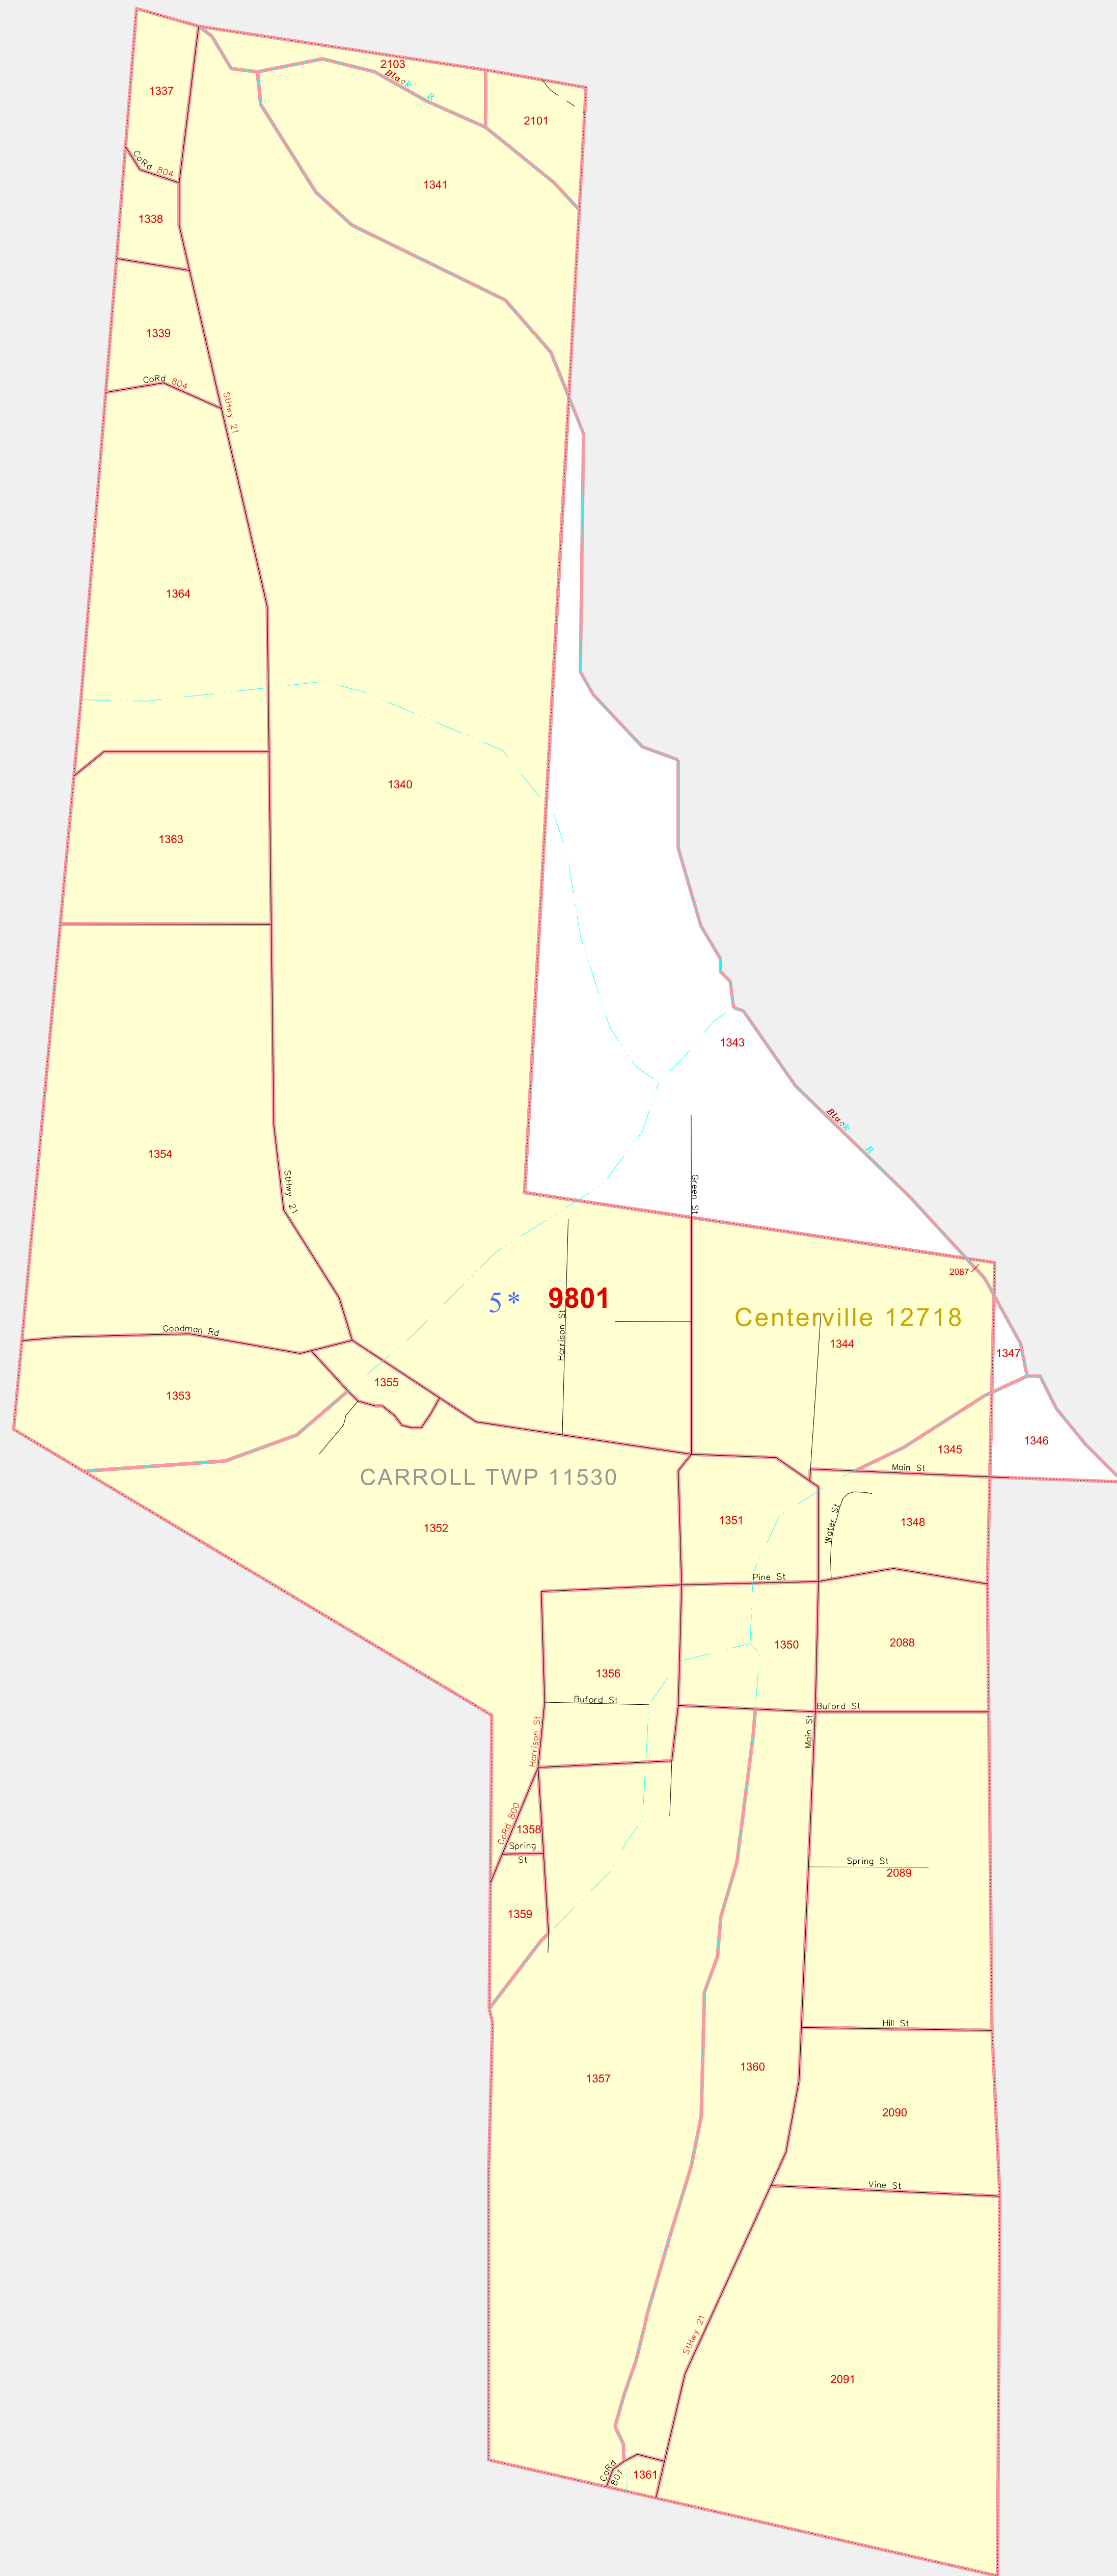 2103
Black R
1337
2101
CoRd 804
1341
1338
1339
CoRd 804
StHwy 21
1364
1340
1363
1343
Black R
1354
StHwy 21
Green St
2087
5* 9801
Centerville 12718
Harrison St
Goodman Rd
1344
1347
1355
1353
1346
1345
CARROLL TWP 11530
Main St
1352
1351
Water St
1348
Pine St
2088
1350
1356
Buford St
Buford St
Harrison St
Main St
CoRd 800
1358
Spring
St
Spring St
2089
1359
Hill St
1360
1357
2090
Vine St
StHwy 21
2091
CoRd
801
1361